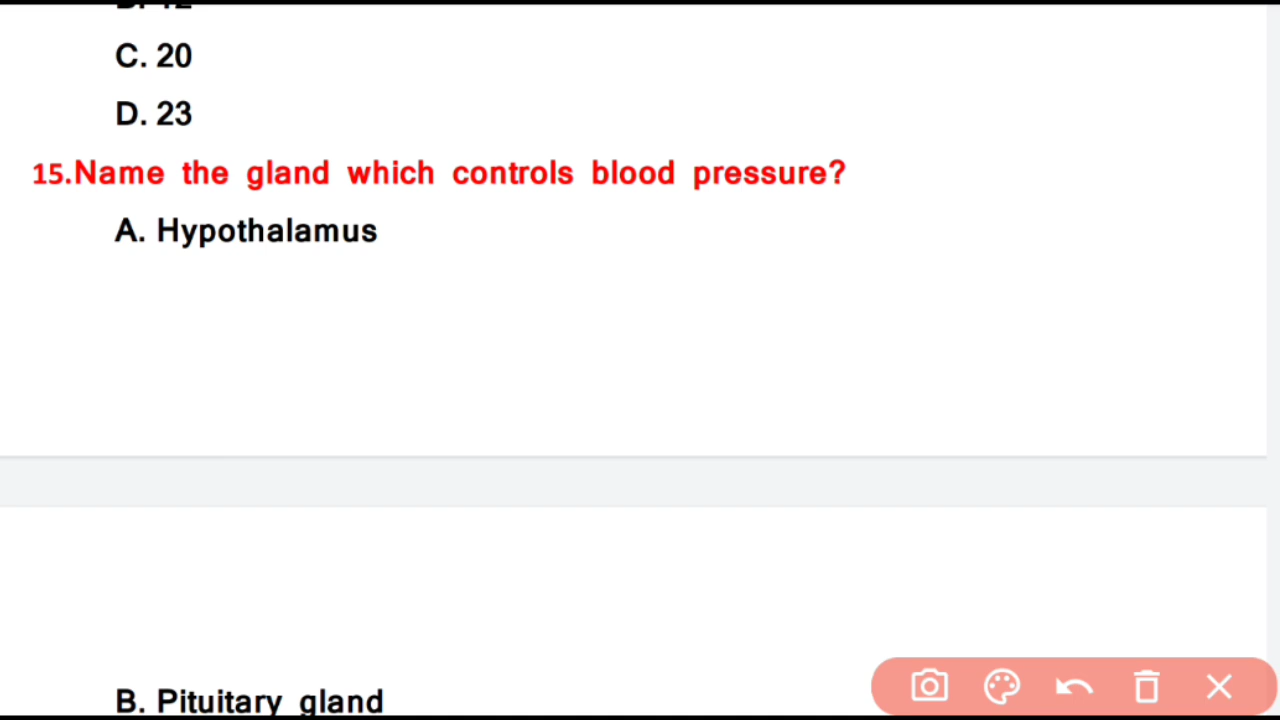 C. 20
D. 23
15.Name the gland which controls blood pressure?
A. Hypothalamus
B. Pituitary gland